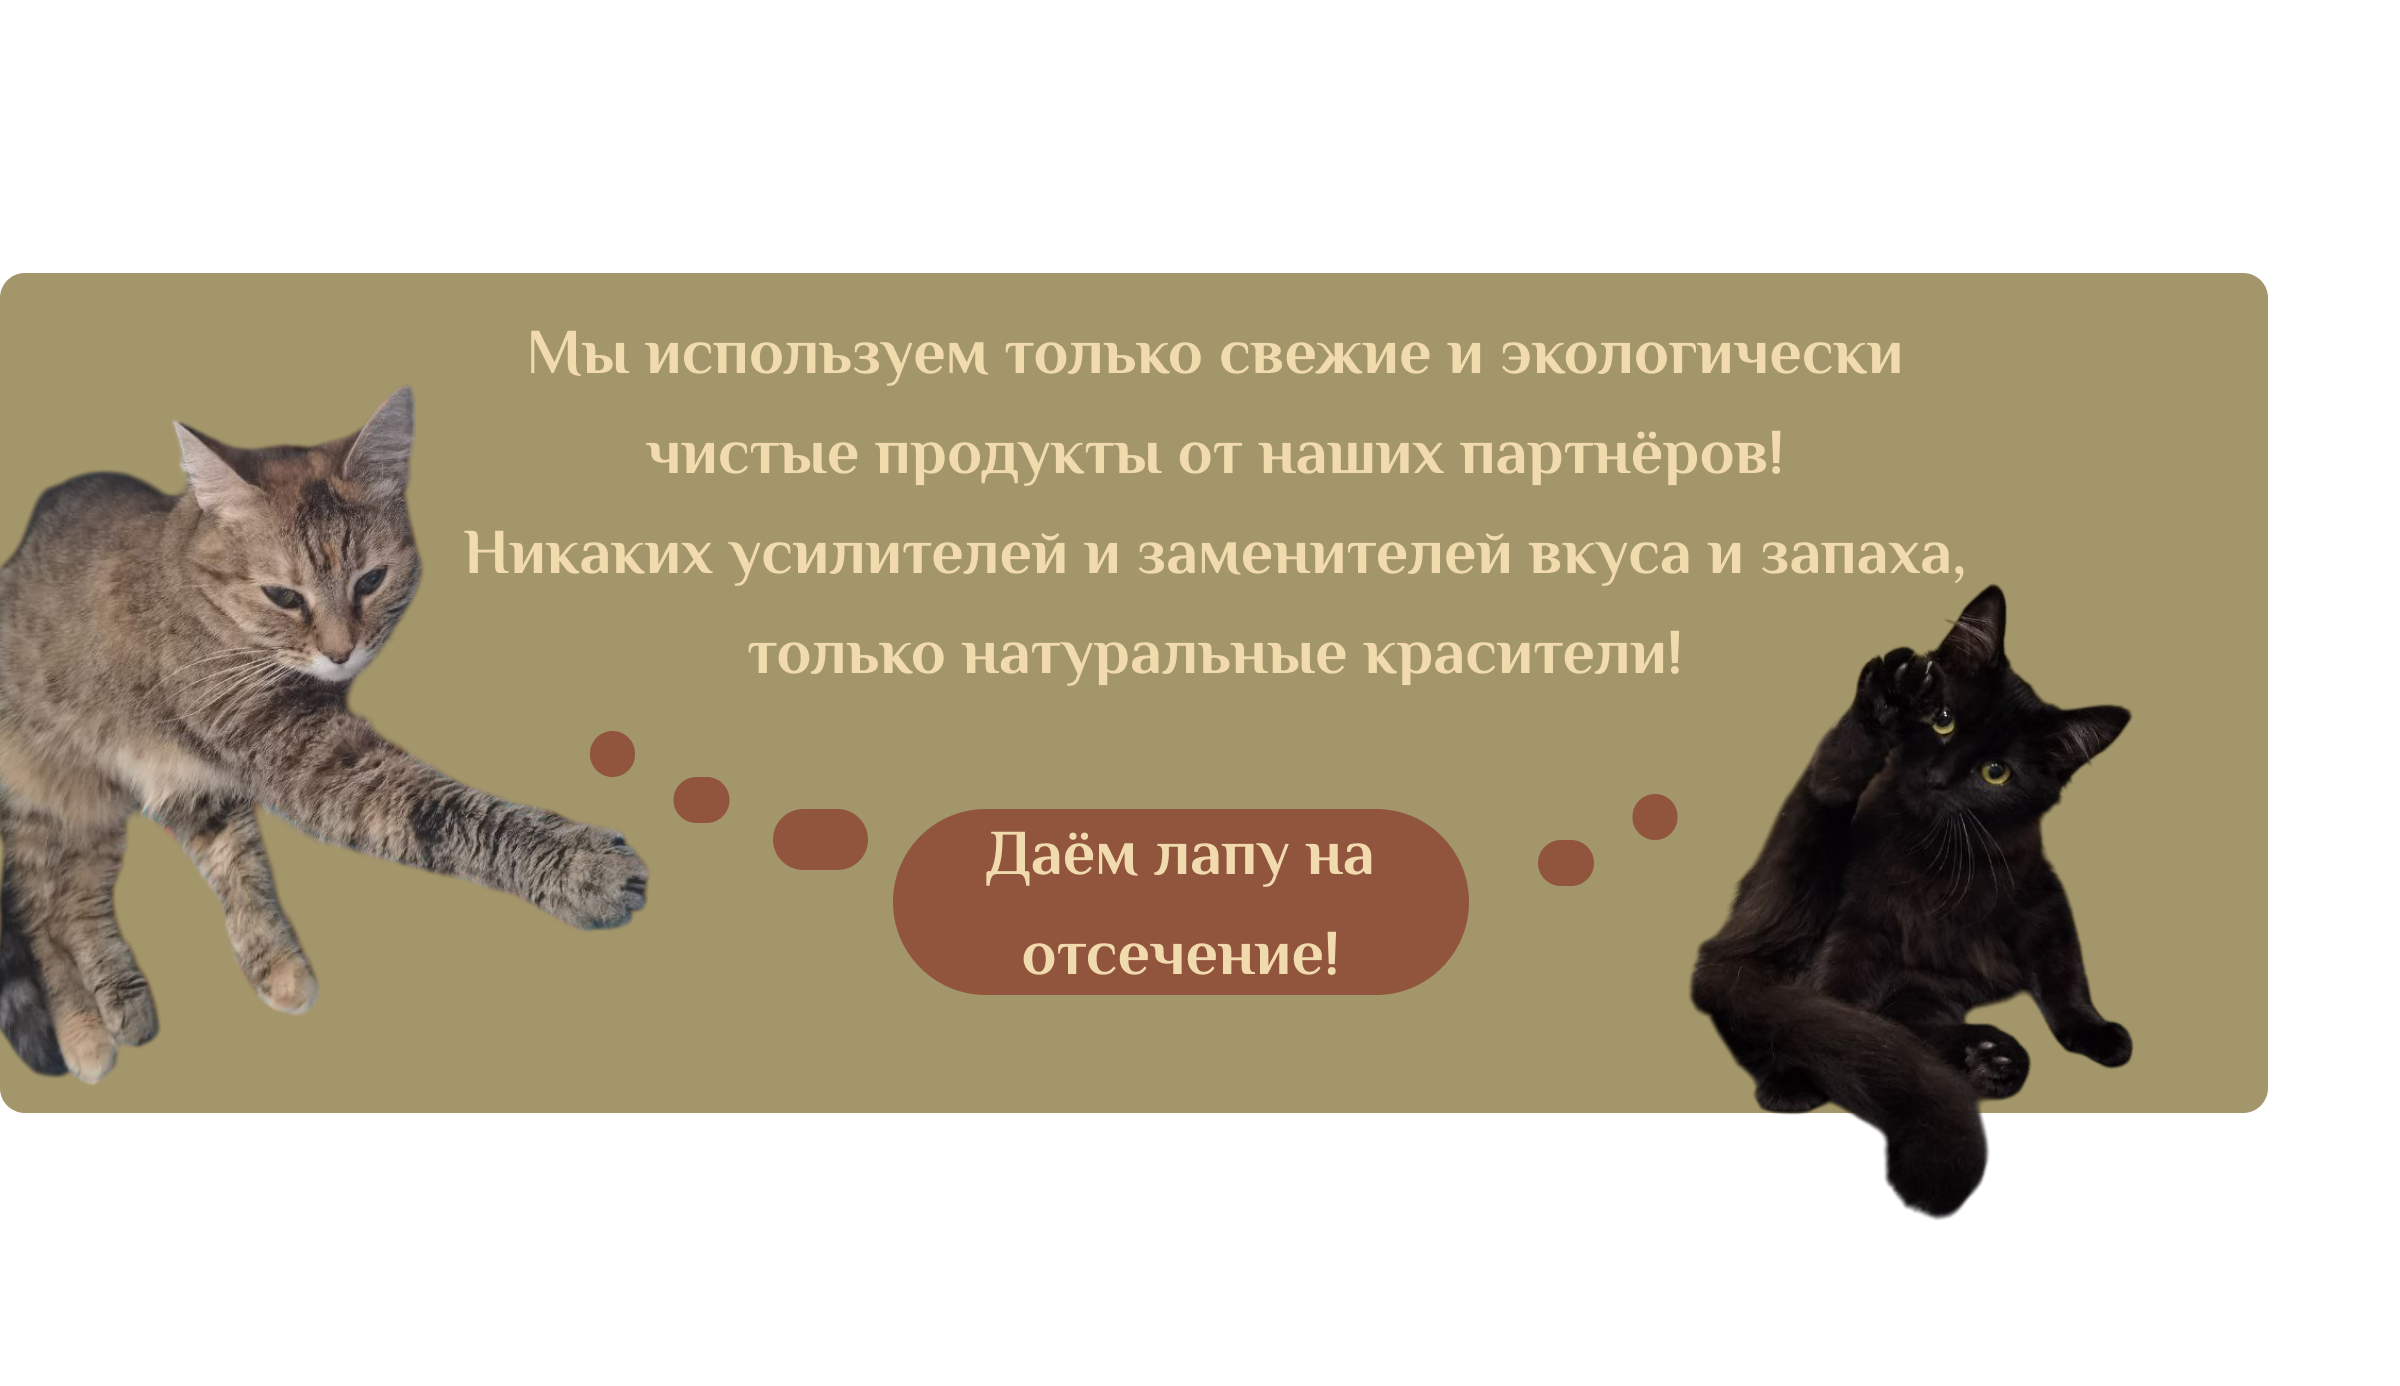 Мы используем только свежие и экологически
чистые продукты от наших партнёров!
Никаких усилителей и заменителей вкуса и запаха,
только натуральные красители!
Даём лапу на
отсечение!